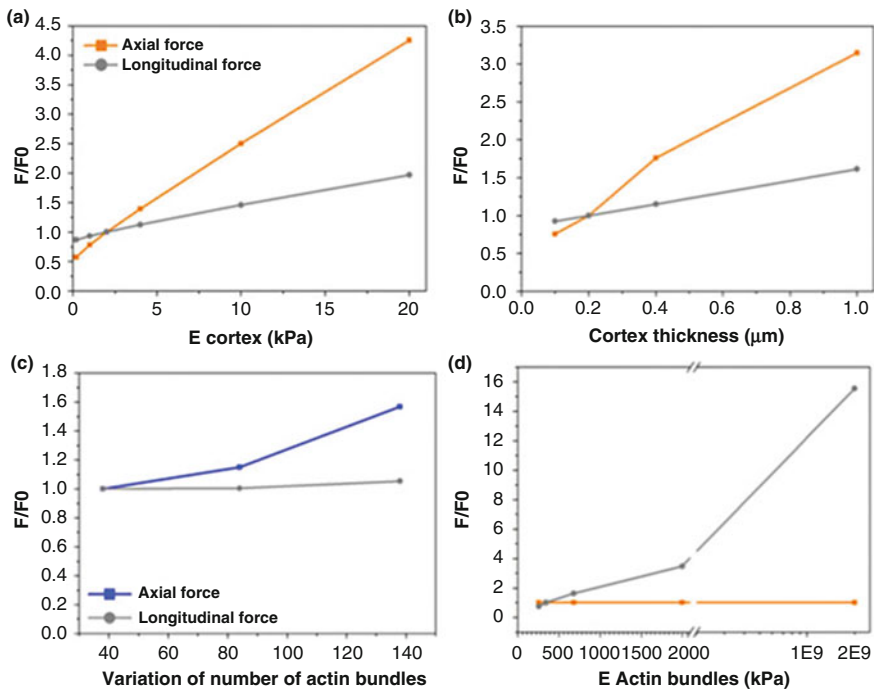 (a)
F/F0
4.5
4.0
3.5
3.0
2.5
2.0
1.5
1.0
0.5
0.0
Axial force
Longitudinal force
0 5 10 15 20
E cortex (kPa)
(b)
F/F0
3.5
3.0
2.5
2.0
1.5
1.0
0.5
0.0
0.0 0.2 0.4 0.6 0.8 1.0
Cortex thickness (μm)
(c)
F/F0
1.8
1.6
1.4
1.2
1.0
0.8
0.6
0.4
0.2
0.0
Axial force
Longitudinal force
40 60 80 100 120 140
Variation of number of actin bundles
(d)
F/F0
16
14
12
10
8
6
4
2
0
0 500 1000 1500 2000 1E9 2E9
E Actin bundles (kPa)